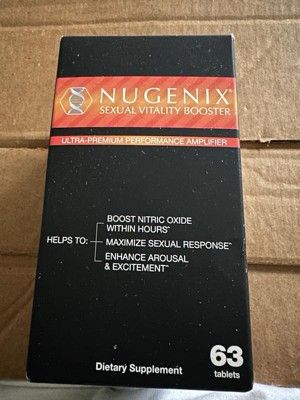 NUGENIX®
SEXUAL VITALITY BOOSTER
ULTRA-PREMIUM PERFORMANCE AMPLIFIER
HELPS TO:
BOOST NITRIC OXIDE
WITHIN HOURS*
MAXIMIZE SEXUAL RESPONSE*
ENHANCE AROUSAL
& EXCITEMENT*
Dietary Supplement
63
tablets